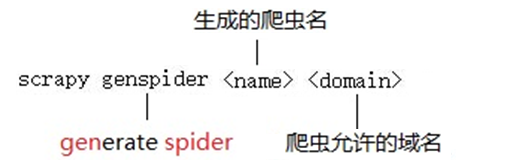 生成的爬虫名
scrapy genspider <name> <domain>
generate spider
爬虫允许的域名